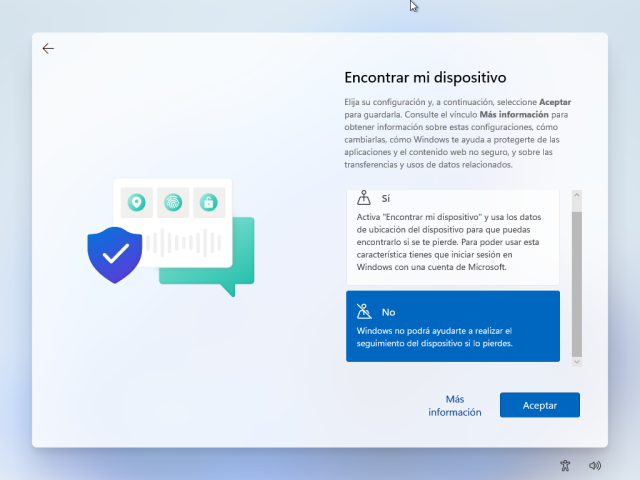 Encontrar mi dispositivo
Elija su configuración y, a continuación, seleccione Aceptar
para guardarla. Consulte el vínculo Más información para
obtener información sobre estas configuraciones, cómo
cambiarlas, cómo Windows te ayuda a protegerte de las
aplicaciones y el contenido web no seguro, y sobre las
transferencias y usos de datos relacionados.
Sí
Activa "Encontrar mi dispositivo" y usa los datos
de ubicación del dispositivo para que puedas
encontrarlo si se te pierde. Para poder usar esta
característica tienes que iniciar sesión en
Windows con una cuenta de Microsoft.
No
Windows no podrá ayudarte a realizar el
seguimiento del dispositivo si lo pierdes.
Más
información
Aceptar